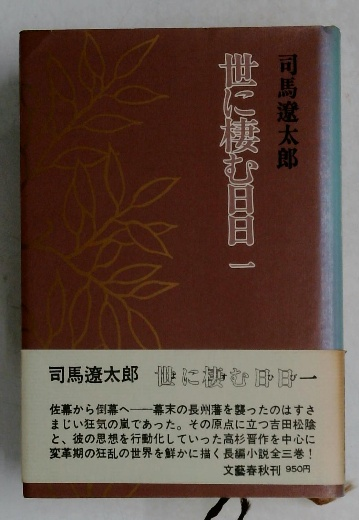 司馬遼太郎
世に棲む日日 一
司馬遼太郎 世に棲む日日 一
佐幕から倒幕へ——幕末の長州藩を襲ったのはすさ
まじい狂気の嵐であった。その原点に立つ吉田松陰
と、彼の思想を行動化していった高杉晋作を中心に
変革期の狂乱の世界を鮮かに描く長編小説全三巻！
文藝春秋刊 950円